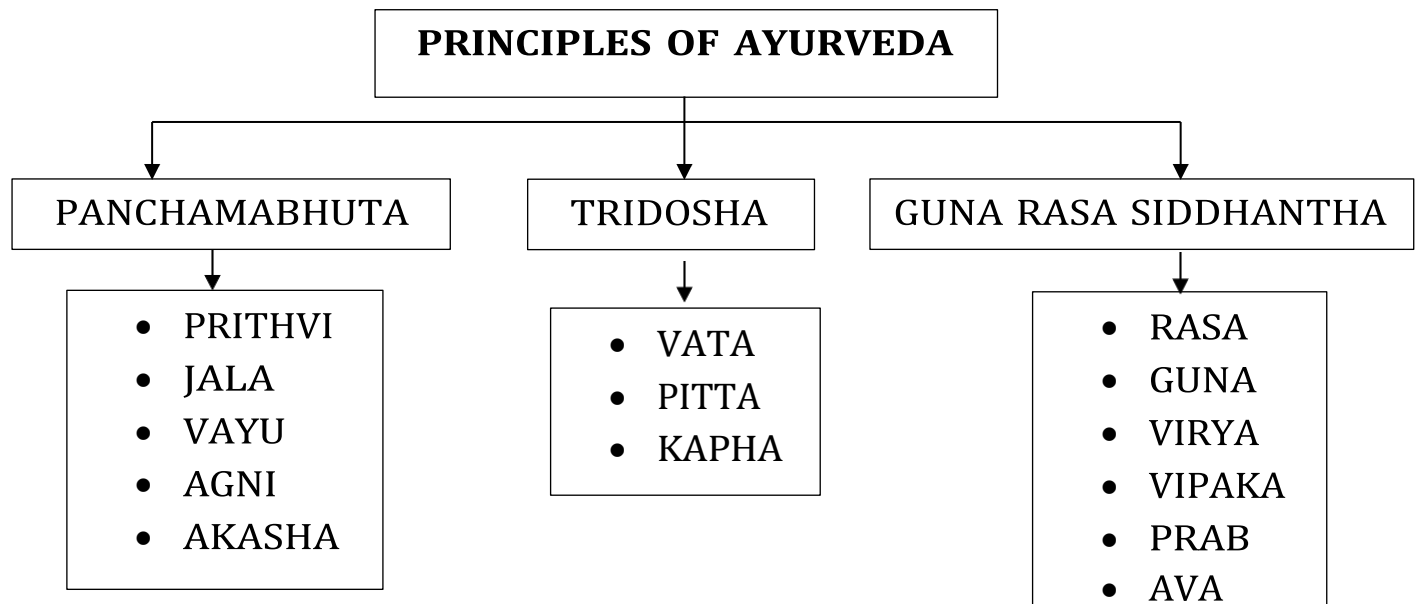 PRINCIPLES OF AYURVEDA
PANCHAMABHUTA
TRIDOSHA
GUNA RASA SIDDHANTHA
• PRITHVI
• JALA
• VAYU
• AGNI
• AKASHA
• VATA
• PITTA
• KAPHA
• RASA
• GUNA
• VIRYA
• VIPAKA
• PRAB
• AVA